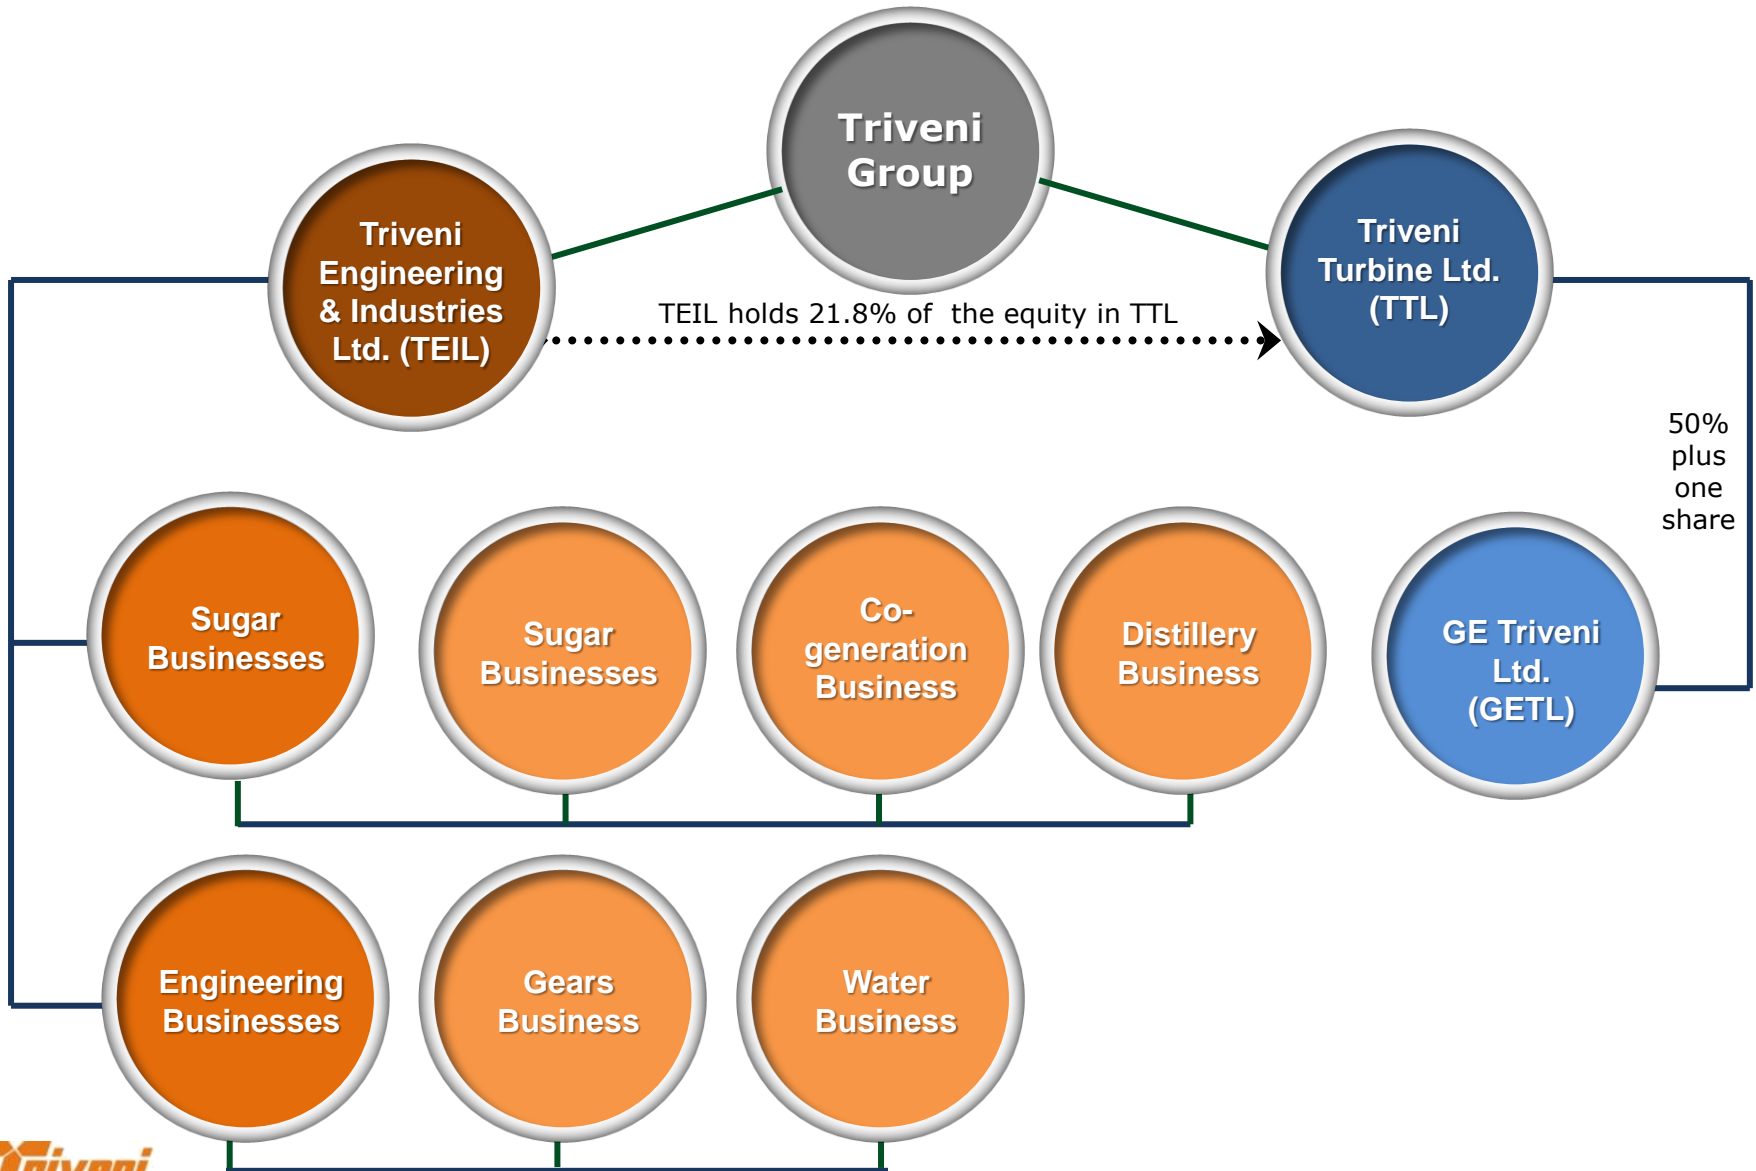 Triveni
Group
Triveni
Engineering
& Industries
Ltd. (TEIL)
TEIL holds 21.8% of the equity in TTL
Triveni
Turbine Ltd.
(TTL)
50%
plus
one
share
Sugar
Businesses
Sugar
Businesses
Co-
generation
Business
Distillery
Business
GE Triveni
Ltd.
(GETL)
Engineering
Businesses
Gears
Business
Water
Business
Triveni